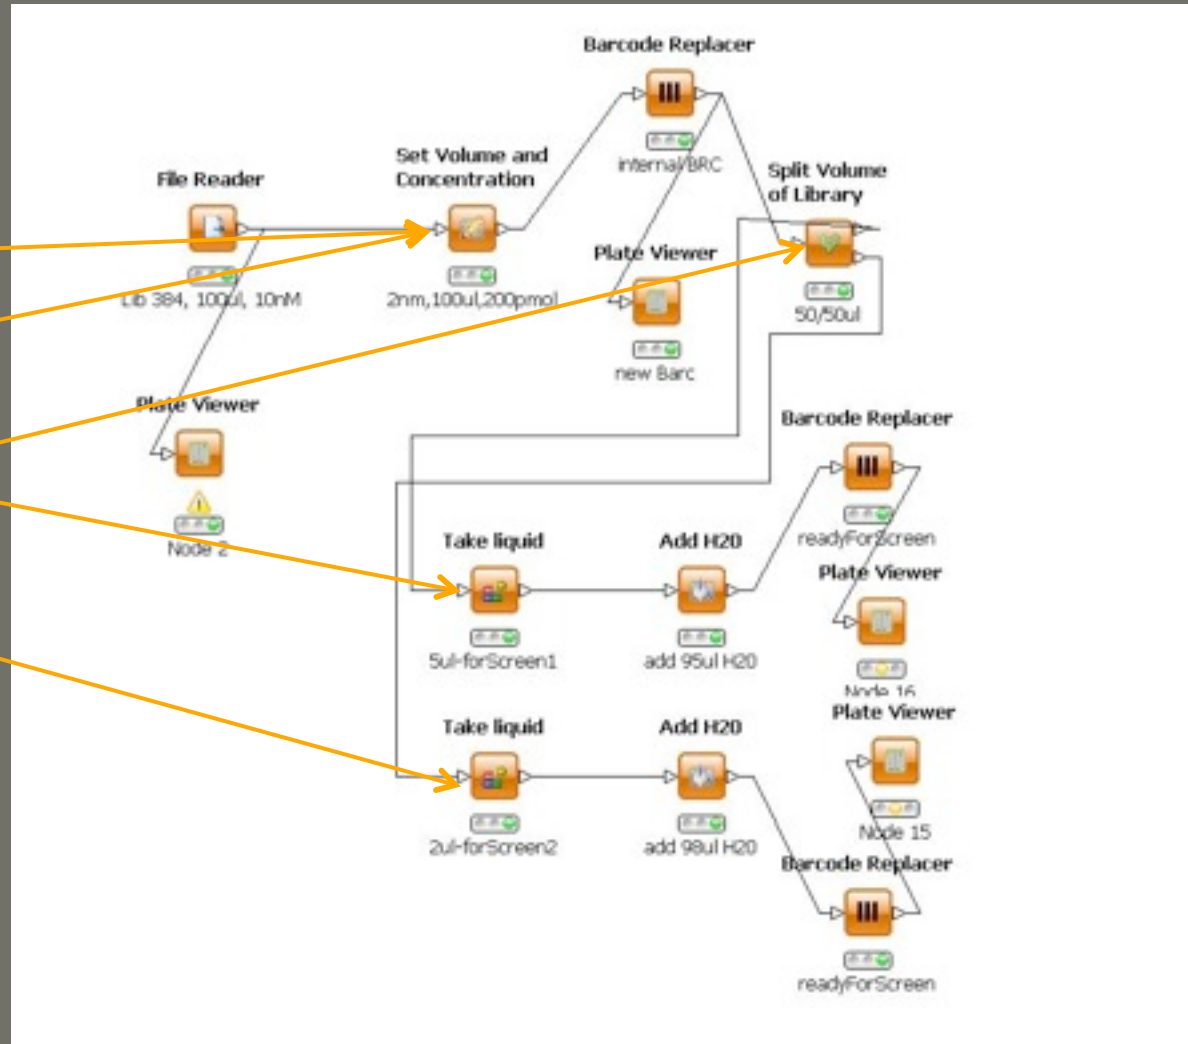 Barcode Replacer
internal/BRC
Set Volume and
Concentration
2nm,100ul,200pmol
File Reader
Lib 384, 100ul, 10nM
Split Volume
of Library
50/50ul
Plate Viewer
new Barc
Plate Viewer
Node 2
Barcode Replacer
readyForScreen
Take liquid
5ul-forScreen1
Add H20
add 95ul H20
Plate Viewer
Node 16
Take liquid
2ul-forScreen2
Add H20
add 98ul H20
Plate Viewer
Node 15
Barcode Replacer
readyForScreen